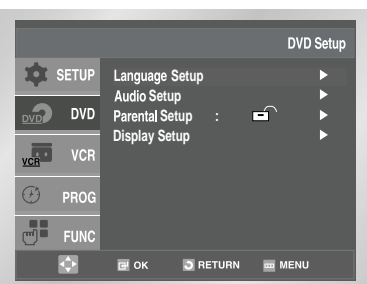 DVD Setup
SETUP
DVD DVD
VCR VCR
PROG
FUNC
Language Setup
Audio Setup
Parental Setup :
Display Setup
OK RETURN MENU